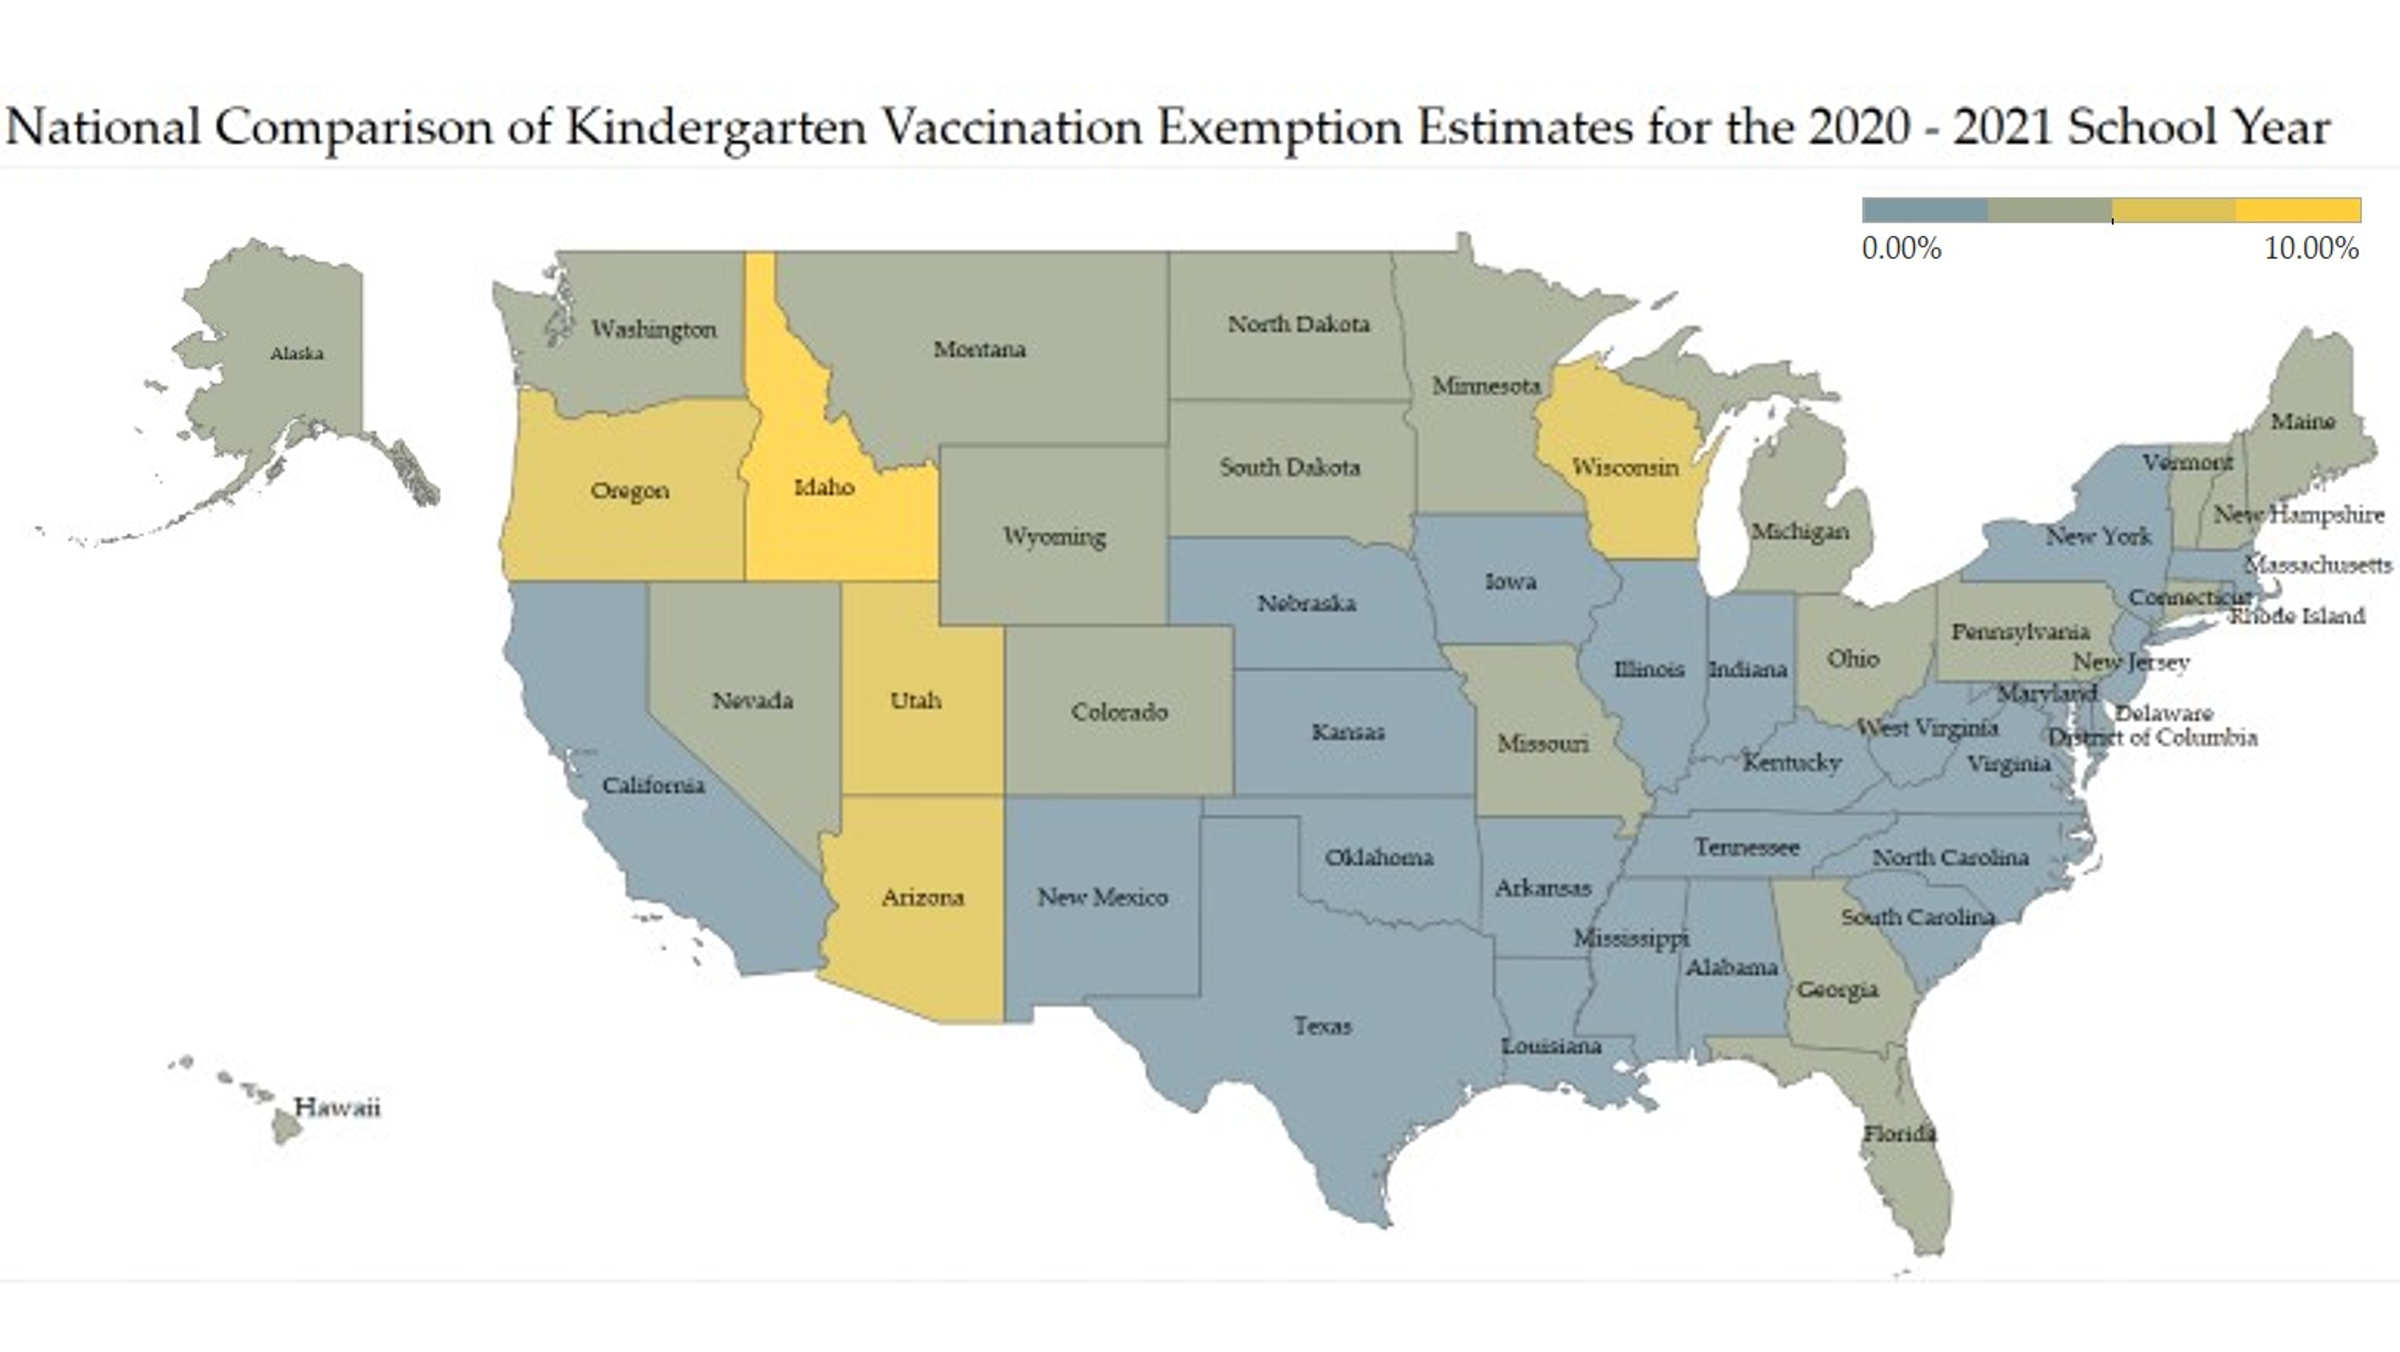 National Comparison of Kindergarten Vaccination Exemption Estimates for the 2020 - 2021 School Year
0.00% 10.00%
Alaska
Washington
Montana
North Dakota
Minnesota
Maine
Oregon
Idaho
South Dakota
Wisconsin
Vermont
Wyoming
Michigan
New Hampshire
New York
Massachusetts
Iowa
Nebraska
Connecticut
Rhode Island
Pennsylvania
Ohio
New Jersey
Illinois
Indiana
Nevada
Utah
Colorado
Kansas
Missouri
Maryland
Delaware
West Virginia
District of Columbia
Kentucky
Virginia
California
Tennessee
North Carolina
Oklahoma
Arkansas
Arizona
New Mexico
South Carolina
Mississippi
Alabama
Georgia
Texas
Louisiana
Hawaii
Florida